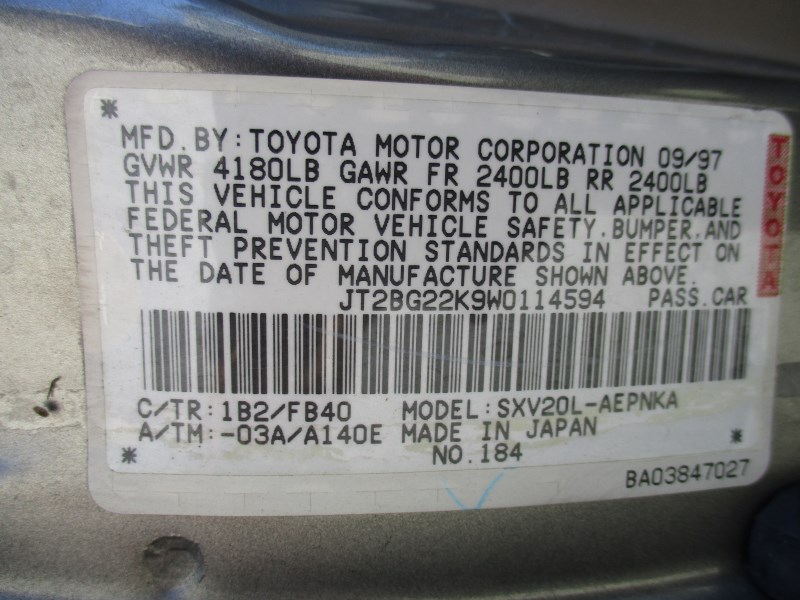 *
MFD.BY:TOYOTA MOTOR CORPORATION 09/97
GVWR 4180LB GAWR FR 2400LB RR 2400LB
THIS VEHICLE CONFORMS TO ALL APPLICABLE
FEDERAL MOTOR VEHICLE SAFETY.BUMPER.AND
THEFT PREVENTION STANDARDS IN EFFECT ON
THE DATE OF MANUFACTURE SHOWN ABOVE.
JT2BG22K9W0114594 PASS.CAR
TOYOTA
C/TR:1B2/FB40 MODEL:SXV20L-AEPNKA
A/TM:-03A/A140E MADE IN JAPAN
* NO.184 *
BA03847027